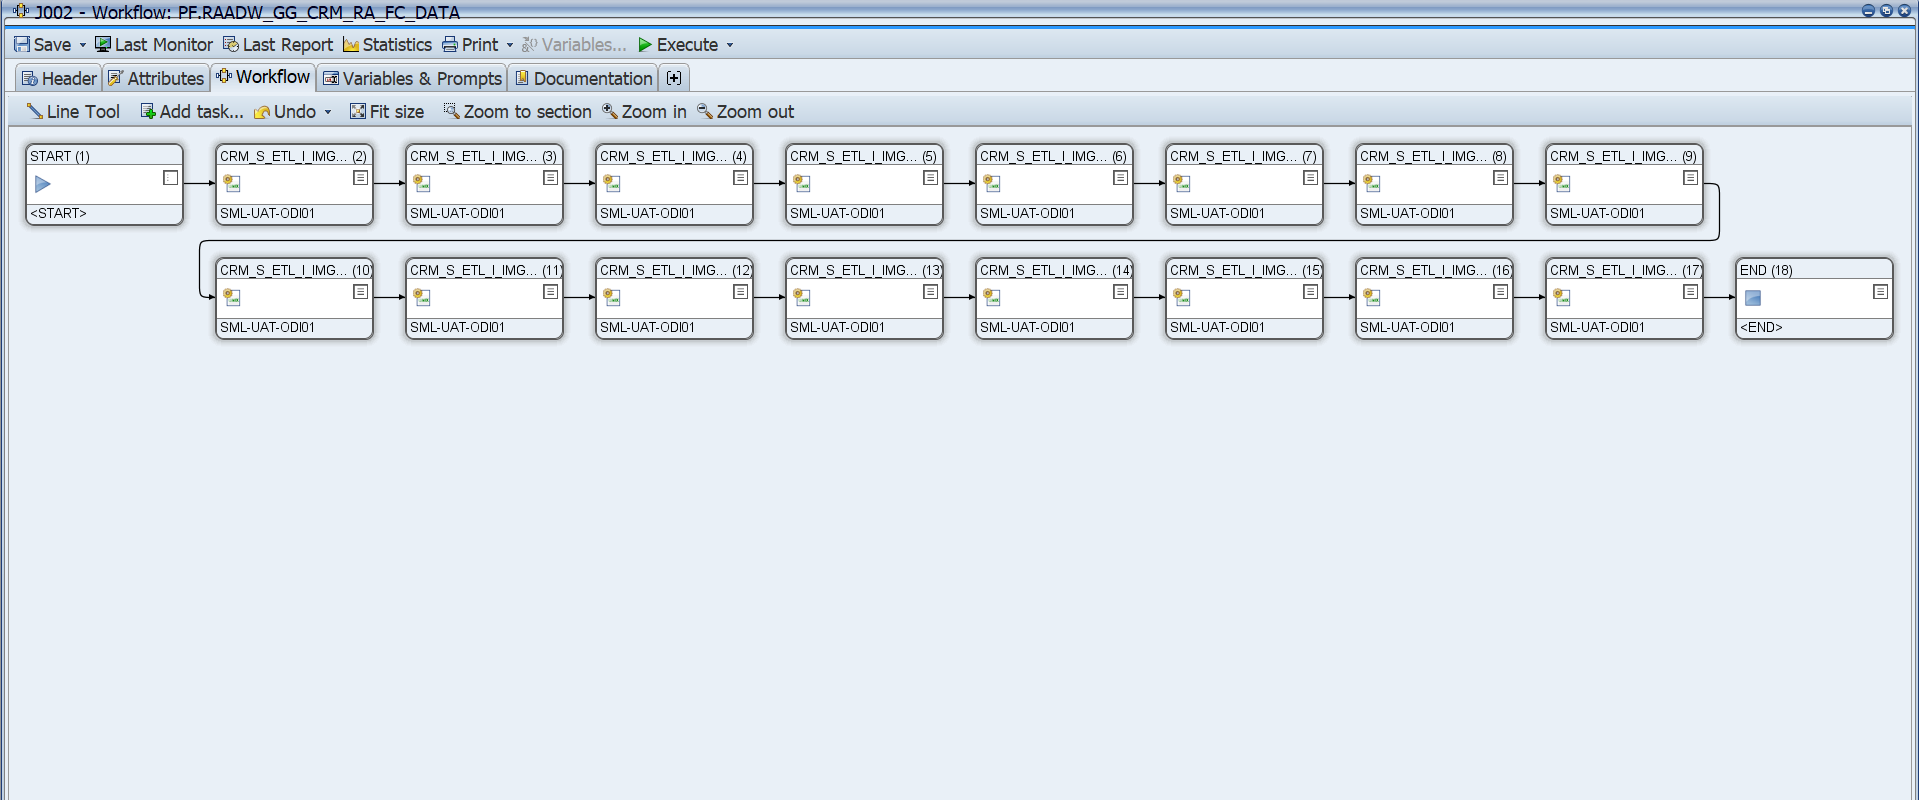 J002 - Workflow: PF.RAADW_GG_CRM_RA_FC_DATA
Save Last Monitor Last Report Statistics Print Variables... Execute
Header Attributes Workflow Variables & Prompts Documentation [+]
Line Tool Add task... Undo Fit size Zoom to section Zoom in Zoom out
START (1) CRM_S_ETL_I_IMG... (2) CRM_S_ETL_I_IMG... (3) CRM_S_ETL_I_IMG... (4) CRM_S_ETL_I_IMG... (5) CRM_S_ETL_I_IMG... (6) CRM_S_ETL_I_IMG... (7) CRM_S_ETL_I_IMG... (8) CRM_S_ETL_I_IMG... (9)
<START> SML-UAT-ODI01 SML-UAT-ODI01 SML-UAT-ODI01 SML-UAT-ODI01 SML-UAT-ODI01 SML-UAT-ODI01 SML-UAT-ODI01 SML-UAT-ODI01
CRM_S_ETL_I_IMG... (10) CRM_S_ETL_I_IMG... (11) CRM_S_ETL_I_IMG... (12) CRM_S_ETL_I_IMG... (13) CRM_S_ETL_I_IMG... (14) CRM_S_ETL_I_IMG... (15) CRM_S_ETL_I_IMG... (16) CRM_S_ETL_I_IMG... (17) END (18)
SML-UAT-ODI01 SML-UAT-ODI01 SML-UAT-ODI01 SML-UAT-ODI01 SML-UAT-ODI01 SML-UAT-ODI01 SML-UAT-ODI01 SML-UAT-ODI01 <END>